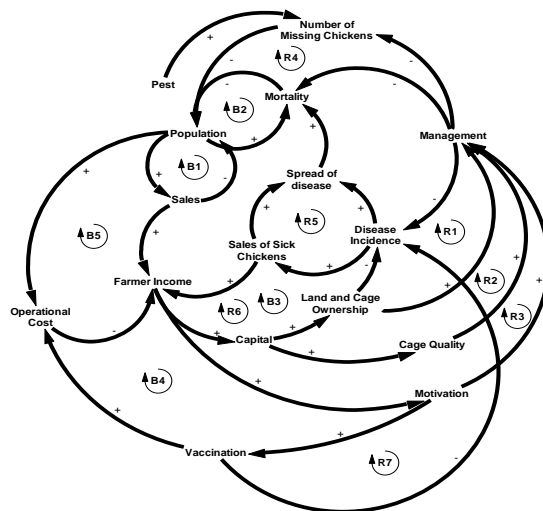 Number of
Missing Chickens
+
-
R4
-
Pest
-
Mortality
B2
Population
+
-
Management
+
B1
+
-
+
Sales
Spread of
disease
-
B5
+
+
R5
+
Disease
Incidence
R1
+
Sales of Sick
Chickens
+
-
+
R2
Farmer Income
+
B3
Land and Cage
Ownership
+
R6
R3
Operational
Cost
-
+
+
Capital
+
+
Cage Quality
B4
+
Motivation
+
+
Vaccination
R7
-